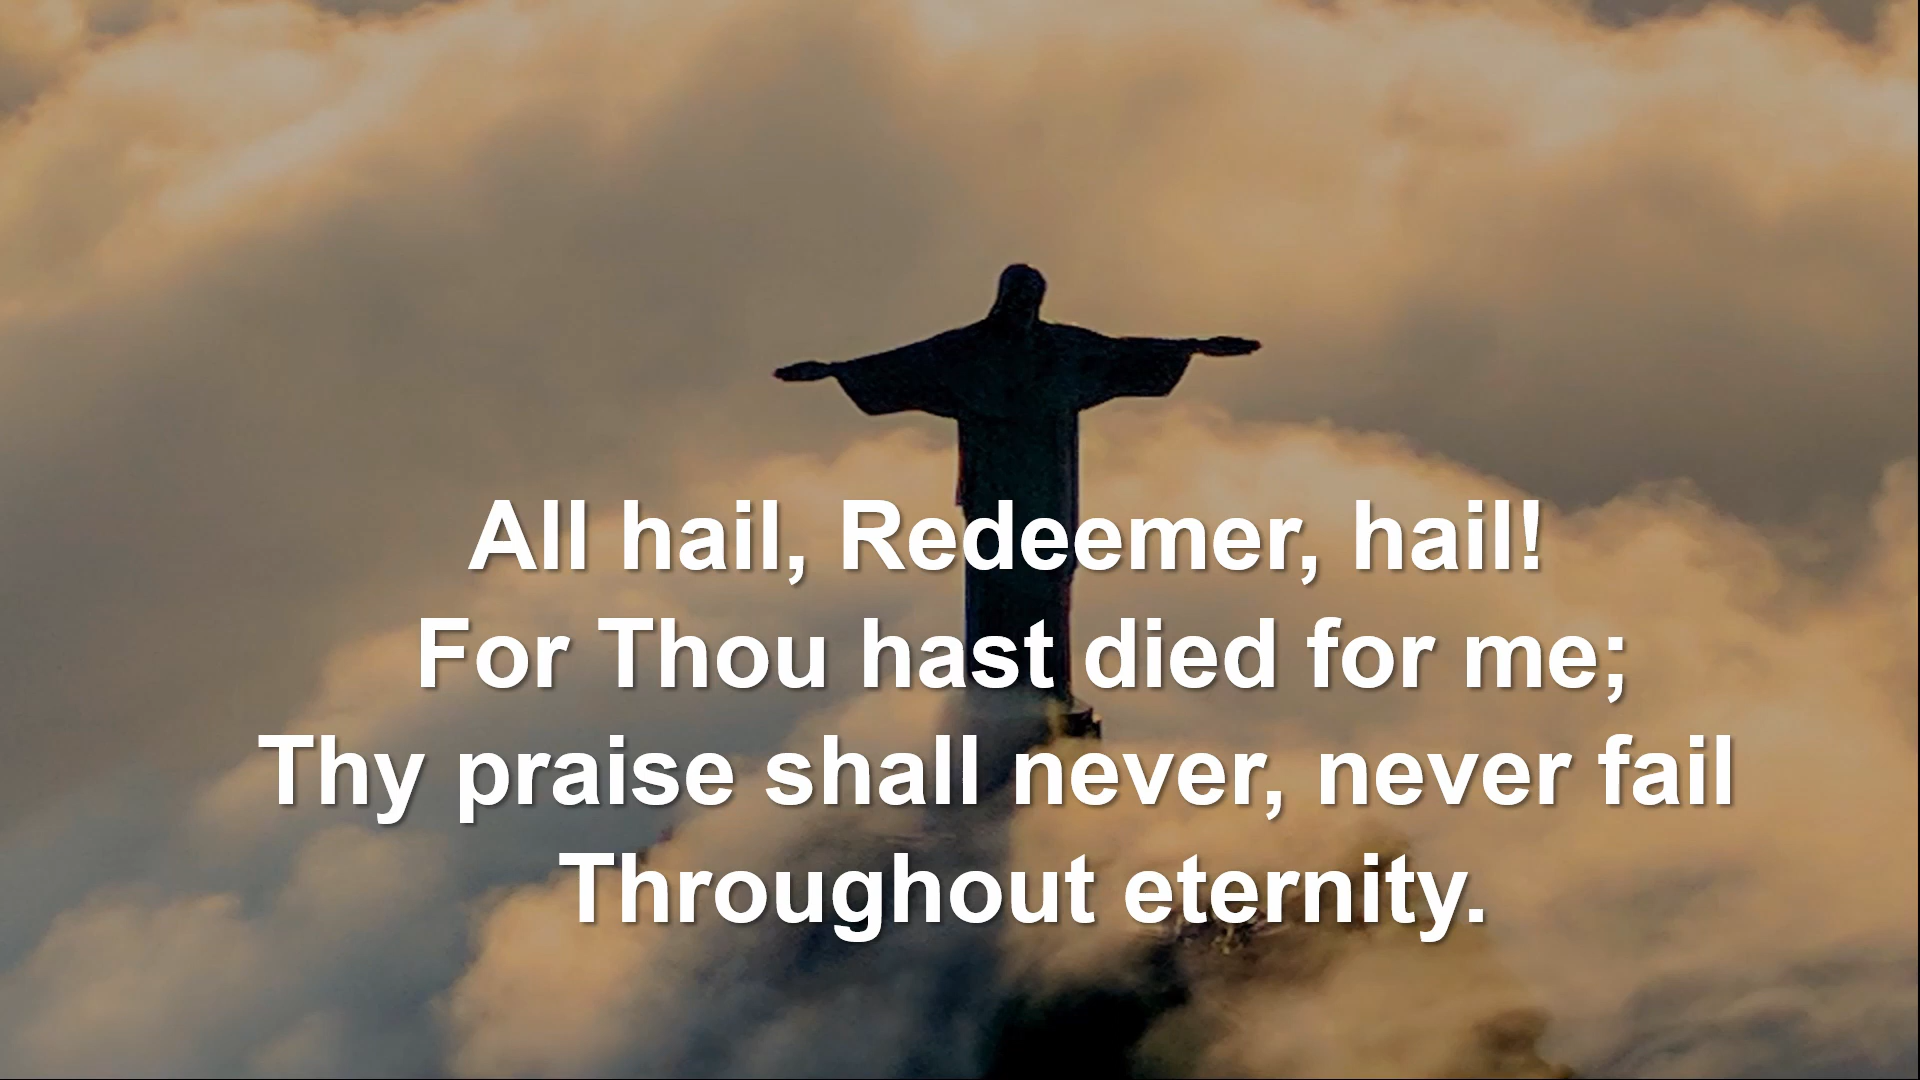 All hail, Redeemer, hail!
For Thou hast died for me;
Thy praise shall never, never fail
Throughout eternity.